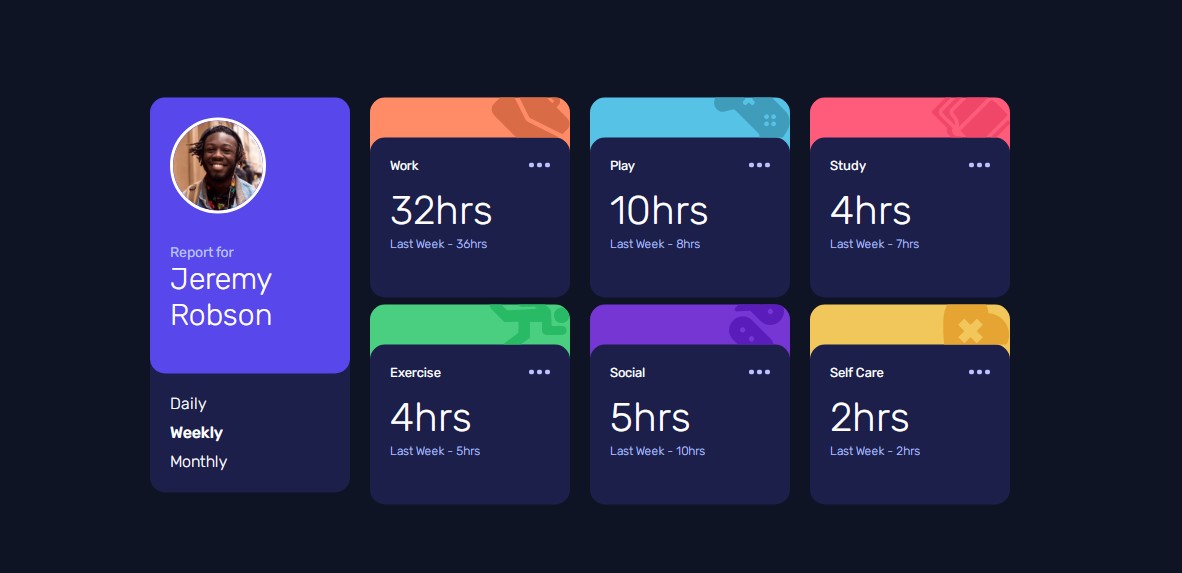 Report for
Jeremy
Robson
Daily
Weekly
Monthly
Work
32hrs
Last Week - 36hrs
Play
10hrs
Last Week - 8hrs
Study
4hrs
Last Week - 7hrs
Exercise
4hrs
Last Week - 5hrs
Social
5hrs
Last Week - 10hrs
Self Care
2hrs
Last Week - 2hrs